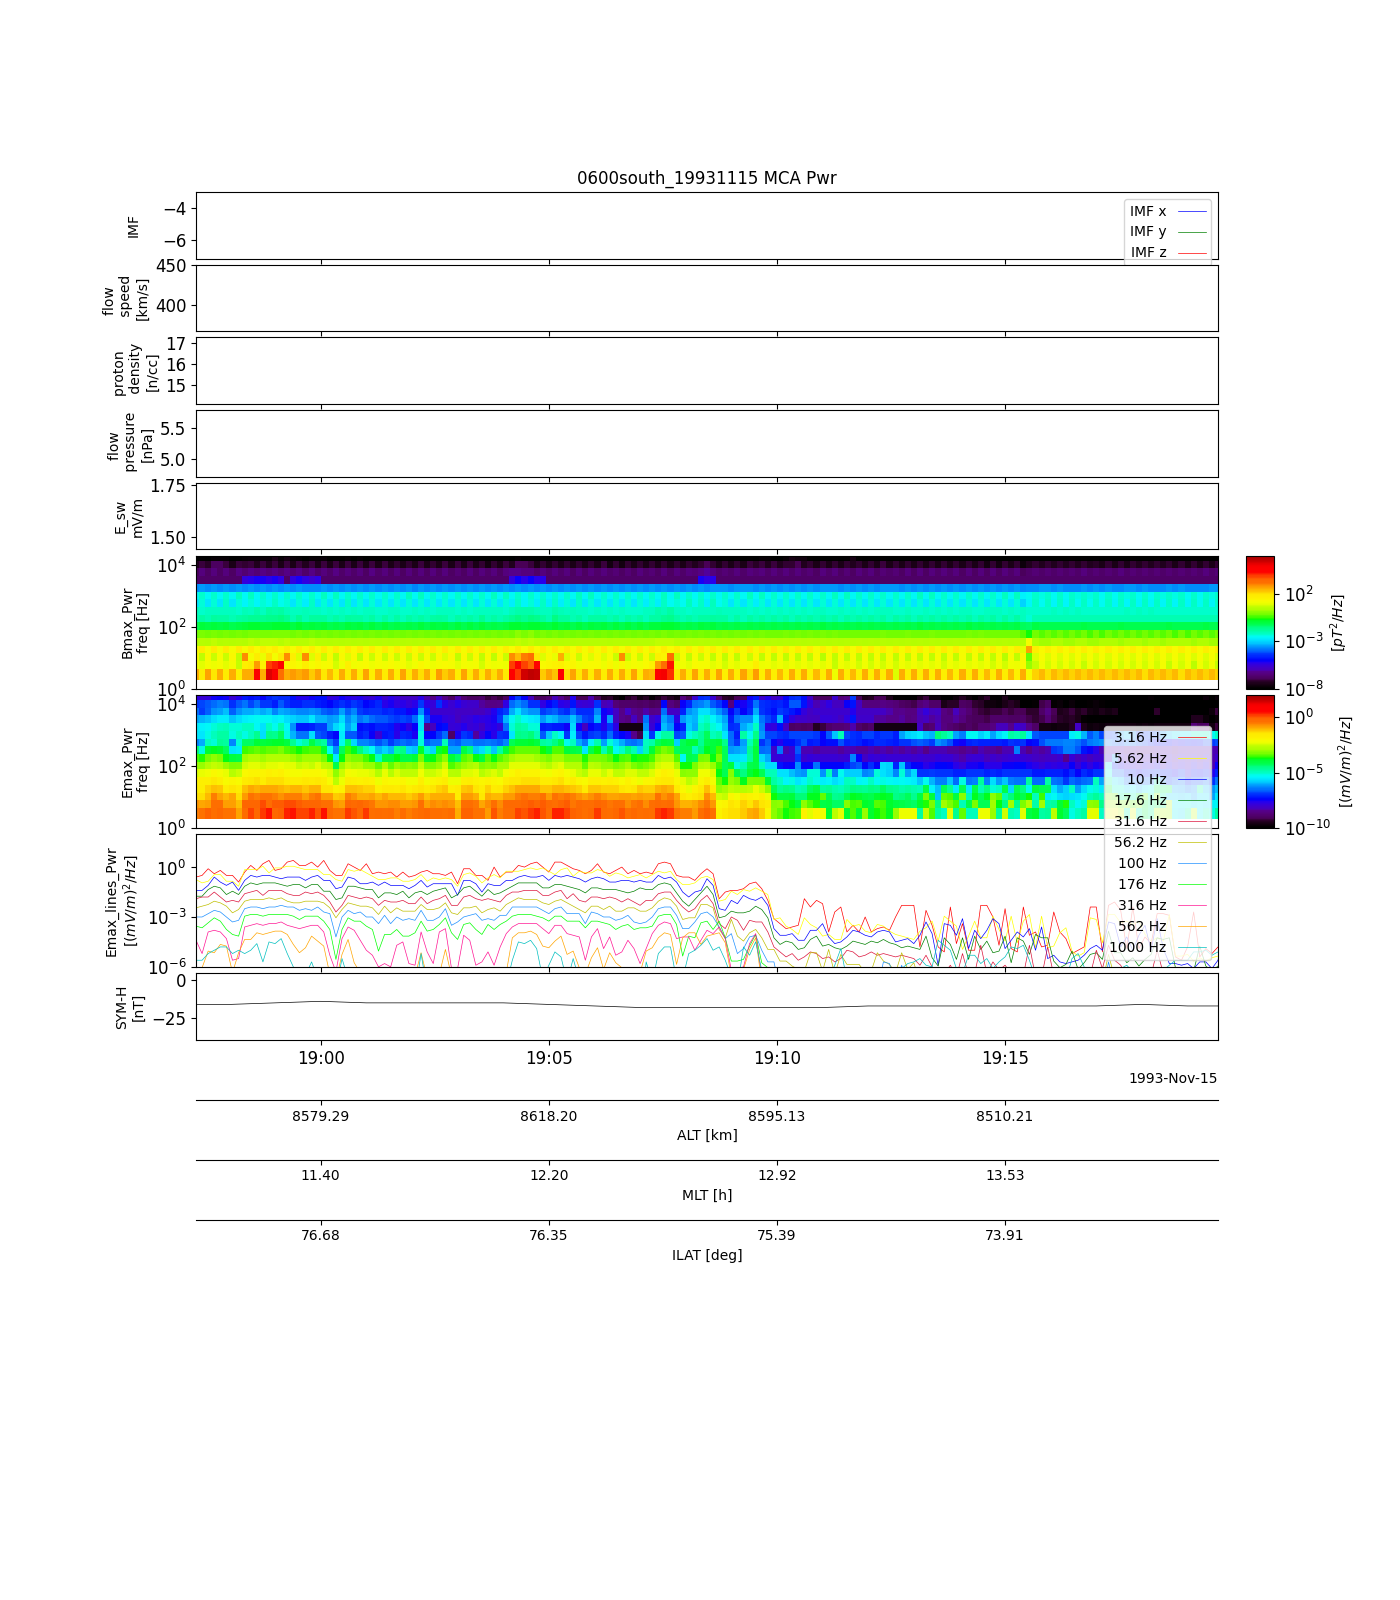 0600south_19931115 MCA Pwr
IMF
−4
−6
IMF x
IMF y
IMF z
flow
speed
[km/s]
450
400
proton
density
[n/cc]
17
16
15
flow
pressure
[nPa]
5.5
5.0
E_sw
mV/m
1.75
1.50
Bmax_Pwr
freq [Hz]
10^4
10^2
10^0
10^2
10^−3
10^−8
[pT^2/Hz]
Emax_Pwr
freq [Hz]
10^4
10^2
10^0
10^0
10^−5
10^−10
[(mV/m)^2/Hz]
3.16 Hz
5.62 Hz
10 Hz
17.6 Hz
31.6 Hz
56.2 Hz
100 Hz
176 Hz
316 Hz
562 Hz
1000 Hz
Emax_lines_Pwr
[(mV/m)^2/Hz]
10^0
10^−3
10^−6
SYM-H
[nT]
0
−25
19:00 19:05 19:10 19:15
1993-Nov-15
8579.29 8618.20 8595.13 8510.21
ALT [km]
11.40 12.20 12.92 13.53
MLT [h]
76.68 76.35 75.39 73.91
ILAT [deg]